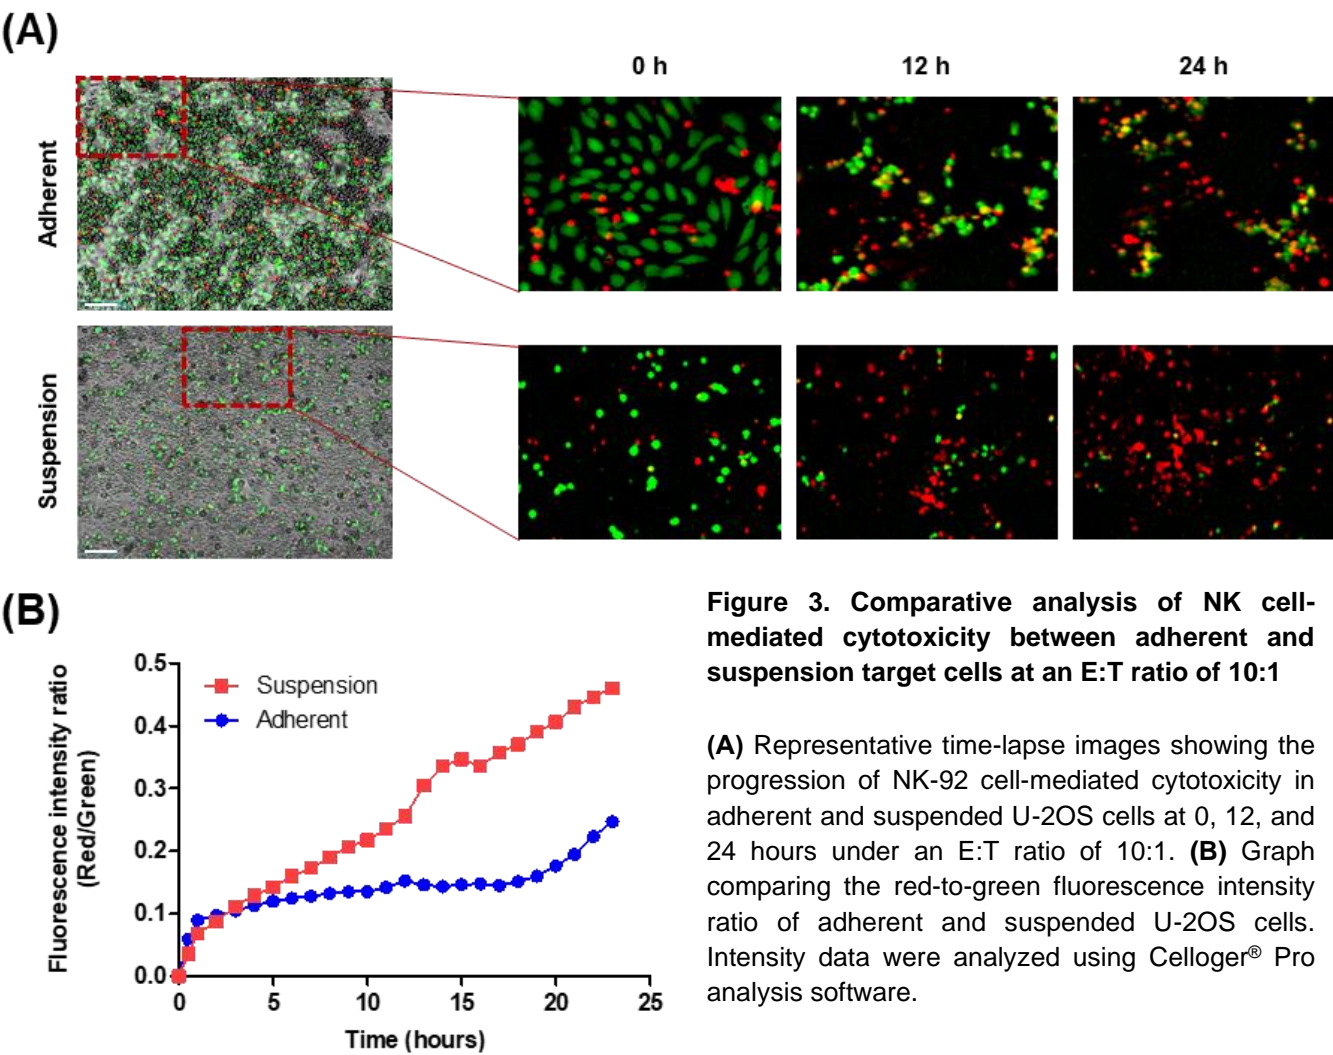 (A)
0 h
12 h
24 h
Adherent
Suspension
(B)
Fluorescence intensity ratio
(Red/Green)
0.5
0.4
0.3
0.2
0.1
0.0
Suspension
Adherent
0
5
10
15
20
25
Time (hours)
Figure 3. Comparative analysis of NK cell-
mediated cytotoxicity between adherent and
suspension target cells at an E:T ratio of 10:1
(A) Representative time-lapse images showing the
progression of NK-92 cell-mediated cytotoxicity in
adherent and suspended U-2OS cells at 0, 12, and
24 hours under an E:T ratio of 10:1. (B) Graph
comparing the red-to-green fluorescence intensity
ratio of adherent and suspended U-2OS cells.
Intensity data were analyzed using Celloger® Pro
analysis software.